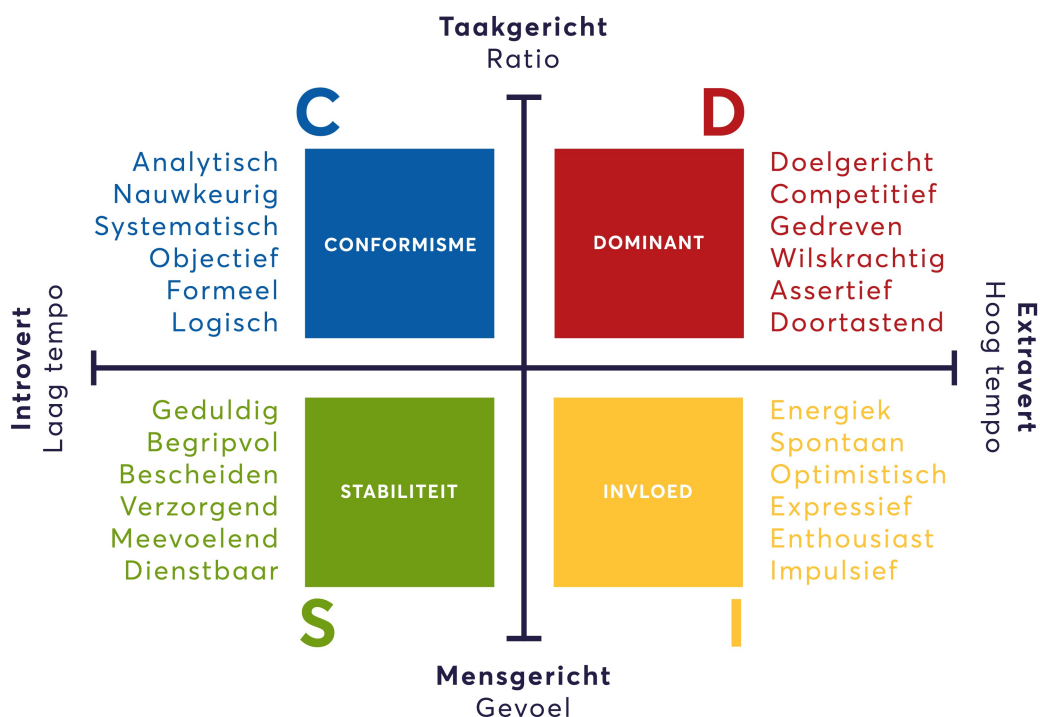 Taakgericht
Ratio
C
Analytisch
Nauwkeurig
Systematisch
Objectief
Formeel
Logisch
CONFORMISME
D
DOMINANT
Doelgericht
Competitief
Gedreven
Wilskrachtig
Assertief
Doortastend
Introvert
Laag tempo
Extravert
Hoog tempo
Geduldig
Begripvol
Bescheiden
Verzorgend
Meevoelend
Dienstbaar
STABILITEIT
S
INVLOED
Energiek
Spontaan
Optimistisch
Expressief
Enthousiast
Impulsief
I
Mensgericht
Gevoel